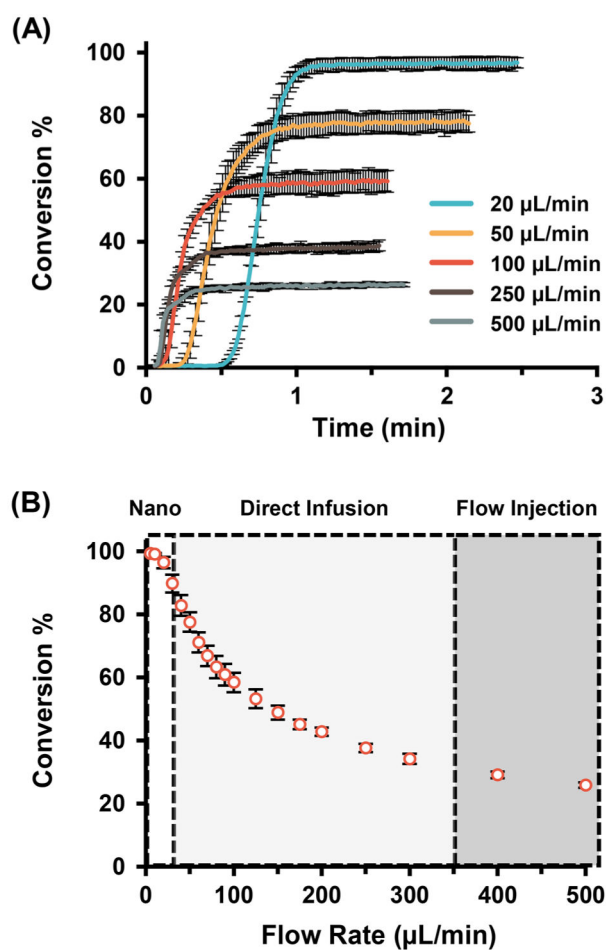 (A)
Conversion %
100
80
60
40
20
0
20 µL/min
50 µL/min
100 µL/min
250 µL/min
500 µL/min
0 1 2 3
Time (min)
(B)
Nano Direct Infusion Flow Injection
Conversion %
100
80
60
40
20
0
0 100 200 300 400 500
Flow Rate (µL/min)